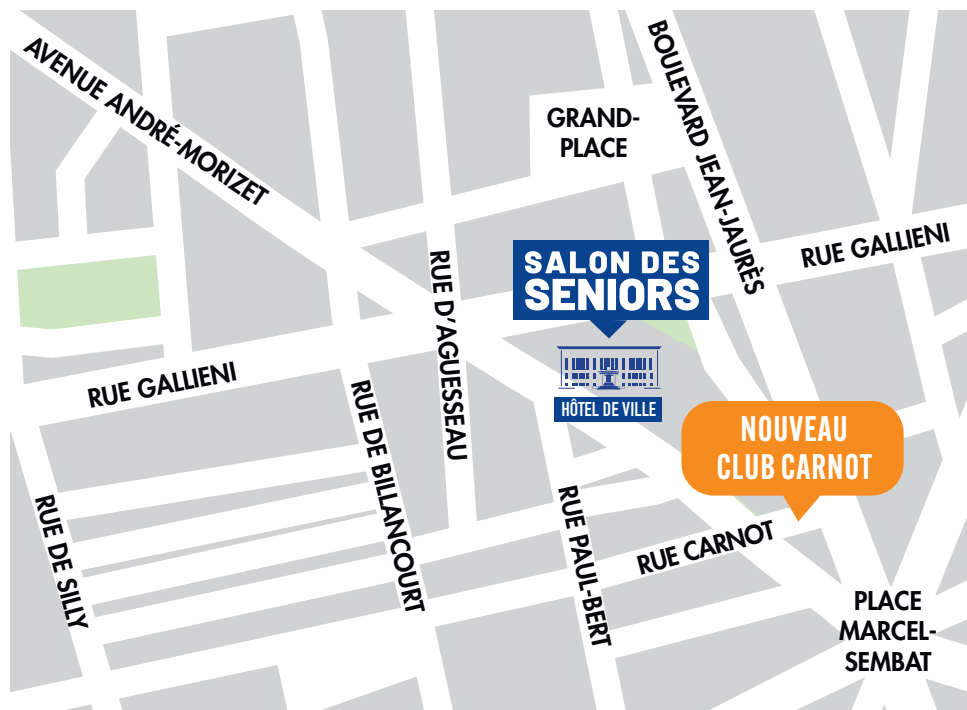 AVENUE ANDRÉ-MORIZET
GRAND-
PLACE
BOULEVARD JEAN-JAURÈS
RUE GALLIENI
RUE D'AGUESSEAU
SALON DES
SENIORS
HÔTEL DE VILLE
RUE GALLIENI
RUE DE BILLANCOURT
NOUVEAU
CLUB CARNOT
RUE DE SILLY
RUE PAUL-BERT
RUE CARNOT
PLACE
MARCEL-
SEMBAT